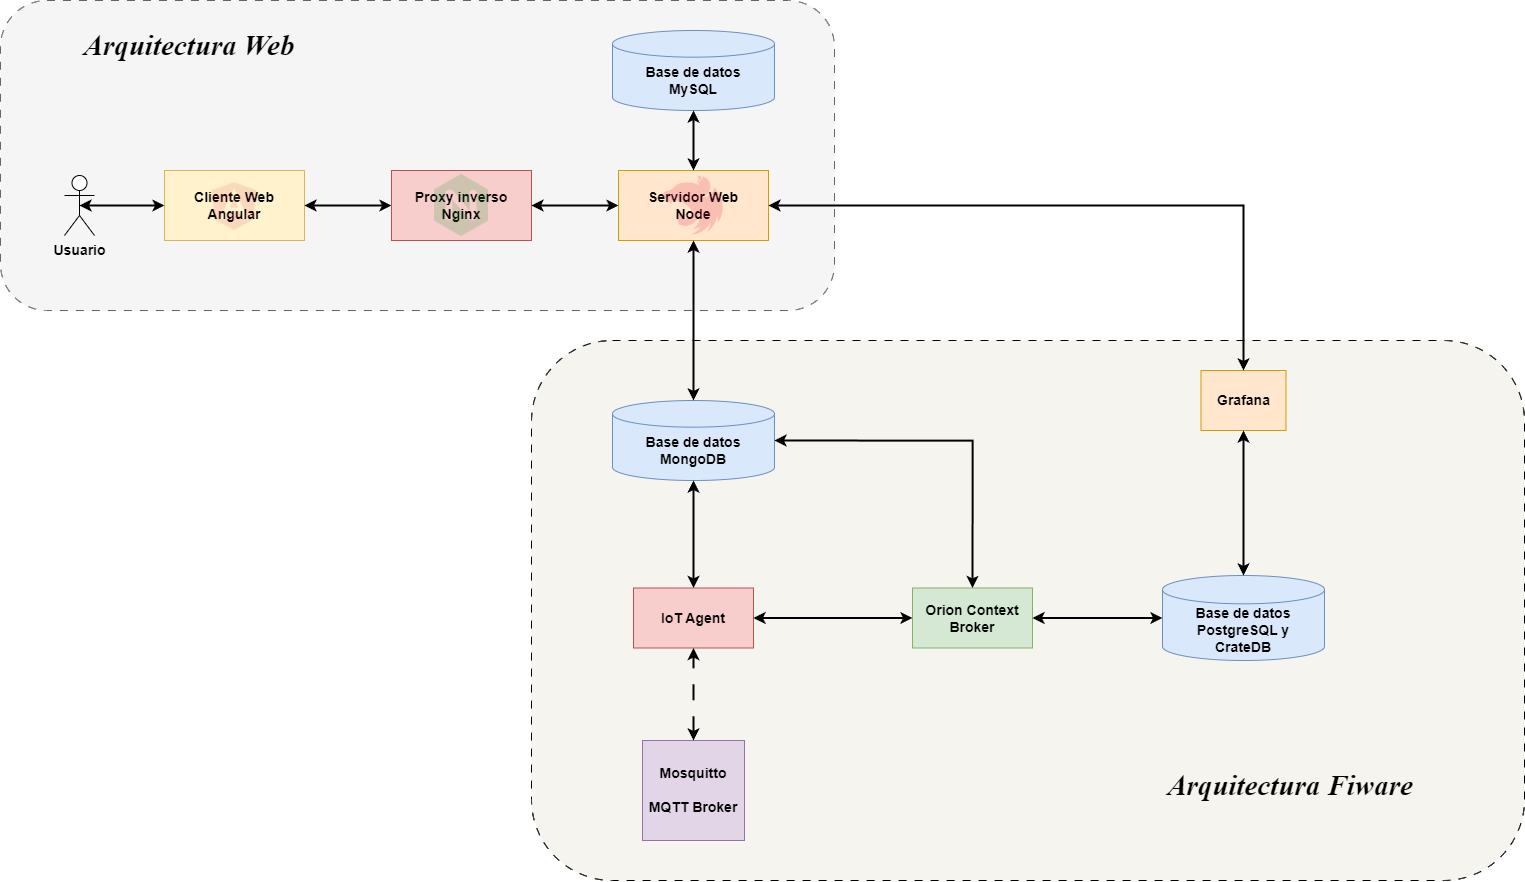 Arquitectura Web
Base de datos
MySQL
Cliente Web
Angular
Proxy inverso
Nginx
Servidor Web
Node
Usuario
Grafana
Base de datos
MongoDB
IoT Agent
Orion Context
Broker
Base de datos
PostgreSQL y
CrateDB
Mosquitto
MQTT Broker
Arquitectura Fiware